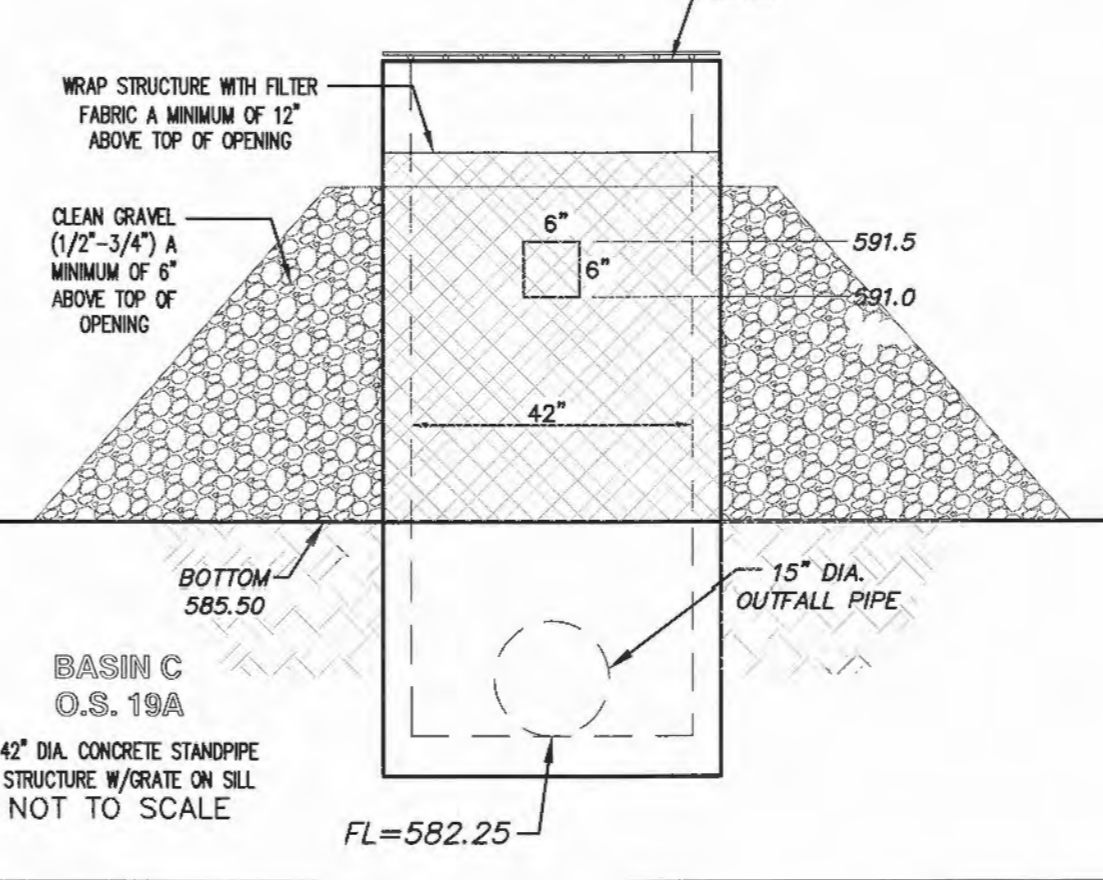 WRAP STRUCTURE WITH FILTER
FABRIC A MINIMUM OF 12"
ABOVE TOP OF OPENING
CLEAN GRAVEL
(1/2"-3/4") A
MINIMUM OF 6"
ABOVE TOP OF
OPENING
6"
6"
591.5
591.0
42"
BOTTOM
585.50
15" DIA.
OUTFALL PIPE
BASIN C
O.S. 19A
42" DIA. CONCRETE STANDPIPE
STRUCTURE W/GRATE ON SILL
NOT TO SCALE
FL=582.25